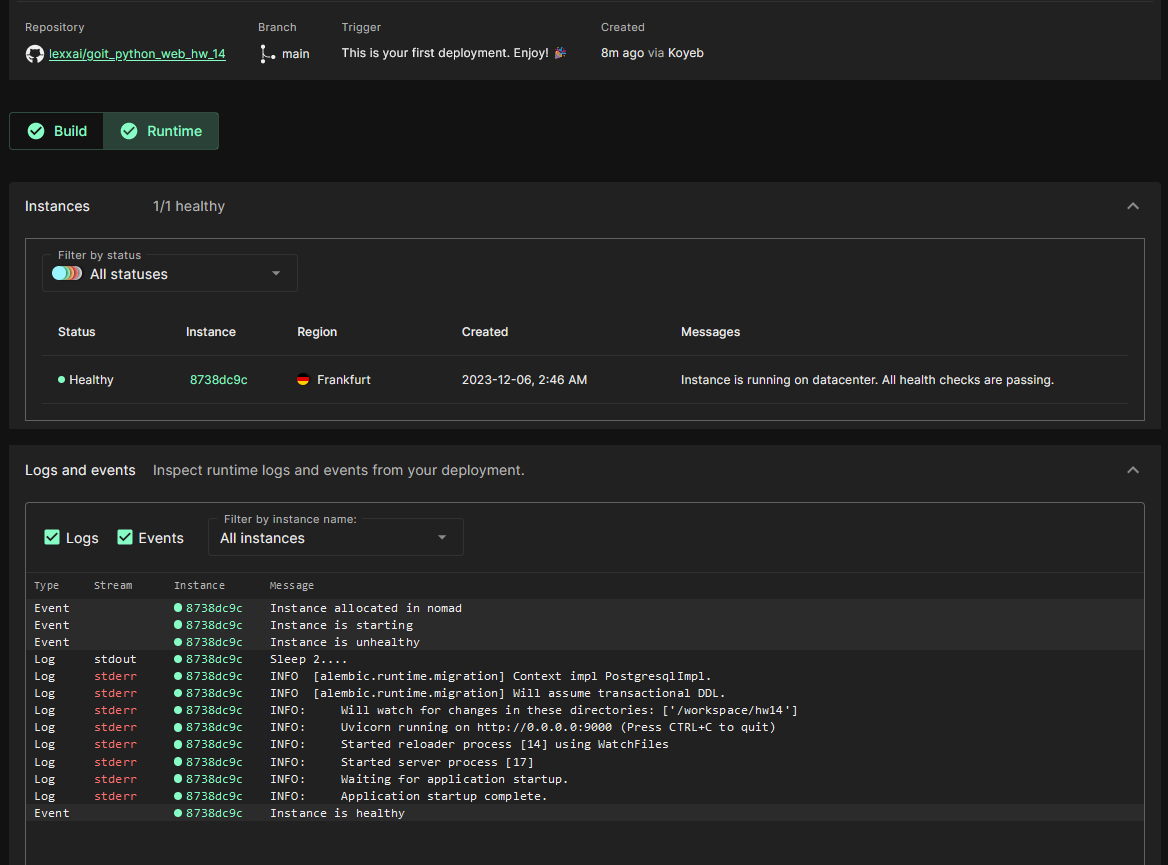 Repository Branch Trigger Created
lexxai/goit_python_web_hw_14 main This is your first deployment. Enjoy! 🎉 8m ago via Koyeb
Build Runtime
Instances 1/1 healthy
Filter by status
All statuses
Status Instance Region Created Messages
Healthy 8738dc9c Frankfurt 2023-12-06, 2:46 AM Instance is running on datacenter. All health checks are passing.
Logs and events Inspect runtime logs and events from your deployment.
Filter by instance name:
Logs Events All instances
Type Stream Instance Message
Event 8738dc9c Instance allocated in nomad
Event 8738dc9c Instance is starting
Event 8738dc9c Instance is unhealthy
Log stdout 8738dc9c Sleep 2....
Log stderr 8738dc9c INFO  [alembic.runtime.migration] Context impl PostgresqlImpl.
Log stderr 8738dc9c INFO  [alembic.runtime.migration] Will assume transactional DDL.
Log stderr 8738dc9c INFO:     Will watch for changes in these directories: ['/workspace/hw14']
Log stderr 8738dc9c INFO:     Uvicorn running on http://0.0.0.0:9000 (Press CTRL+C to quit)
Log stderr 8738dc9c INFO:     Started reloader process [14] using WatchFiles
Log stderr 8738dc9c INFO:     Started server process [17]
Log stderr 8738dc9c INFO:     Waiting for application startup.
Log stderr 8738dc9c INFO:     Application startup complete.
Event 8738dc9c Instance is healthy